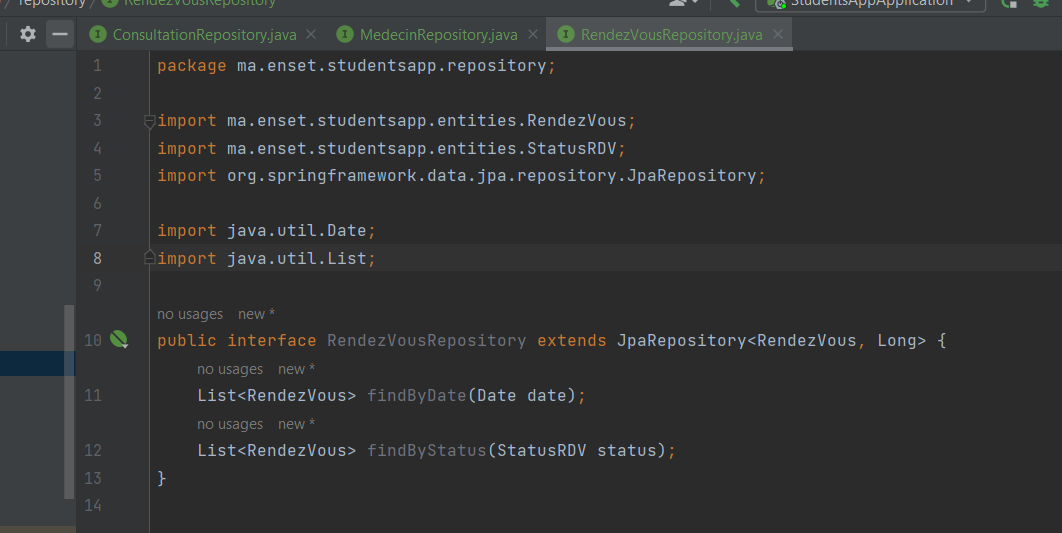 repository / RendezVousRepository StudentsAppApplication
ConsultationRepository.java MedecinRepository.java RendezVousRepository.java
1 package ma.enset.studentsapp.repository;
2
3 import ma.enset.studentsapp.entities.RendezVous;
4 import ma.enset.studentsapp.entities.StatusRDV;
5 import org.springframework.data.jpa.repository.JpaRepository;
6
7 import java.util.Date;
8 import java.util.List;
9
no usages new *
10 public interface RendezVousRepository extends JpaRepository<RendezVous, Long> {
no usages new *
11 List<RendezVous> findByDate(Date date);
no usages new *
12 List<RendezVous> findByStatus(StatusRDV status);
13 }
14